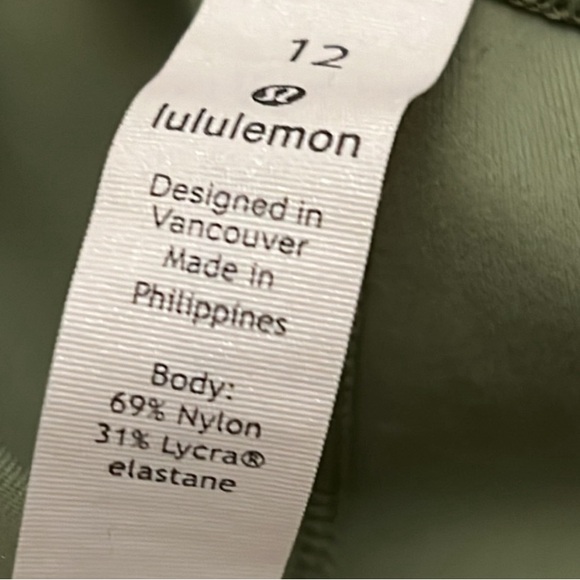 12
lululemon
Designed in
Vancouver
Made in
Philippines
Body:
69% Nylon
31% Lycra®
elastane